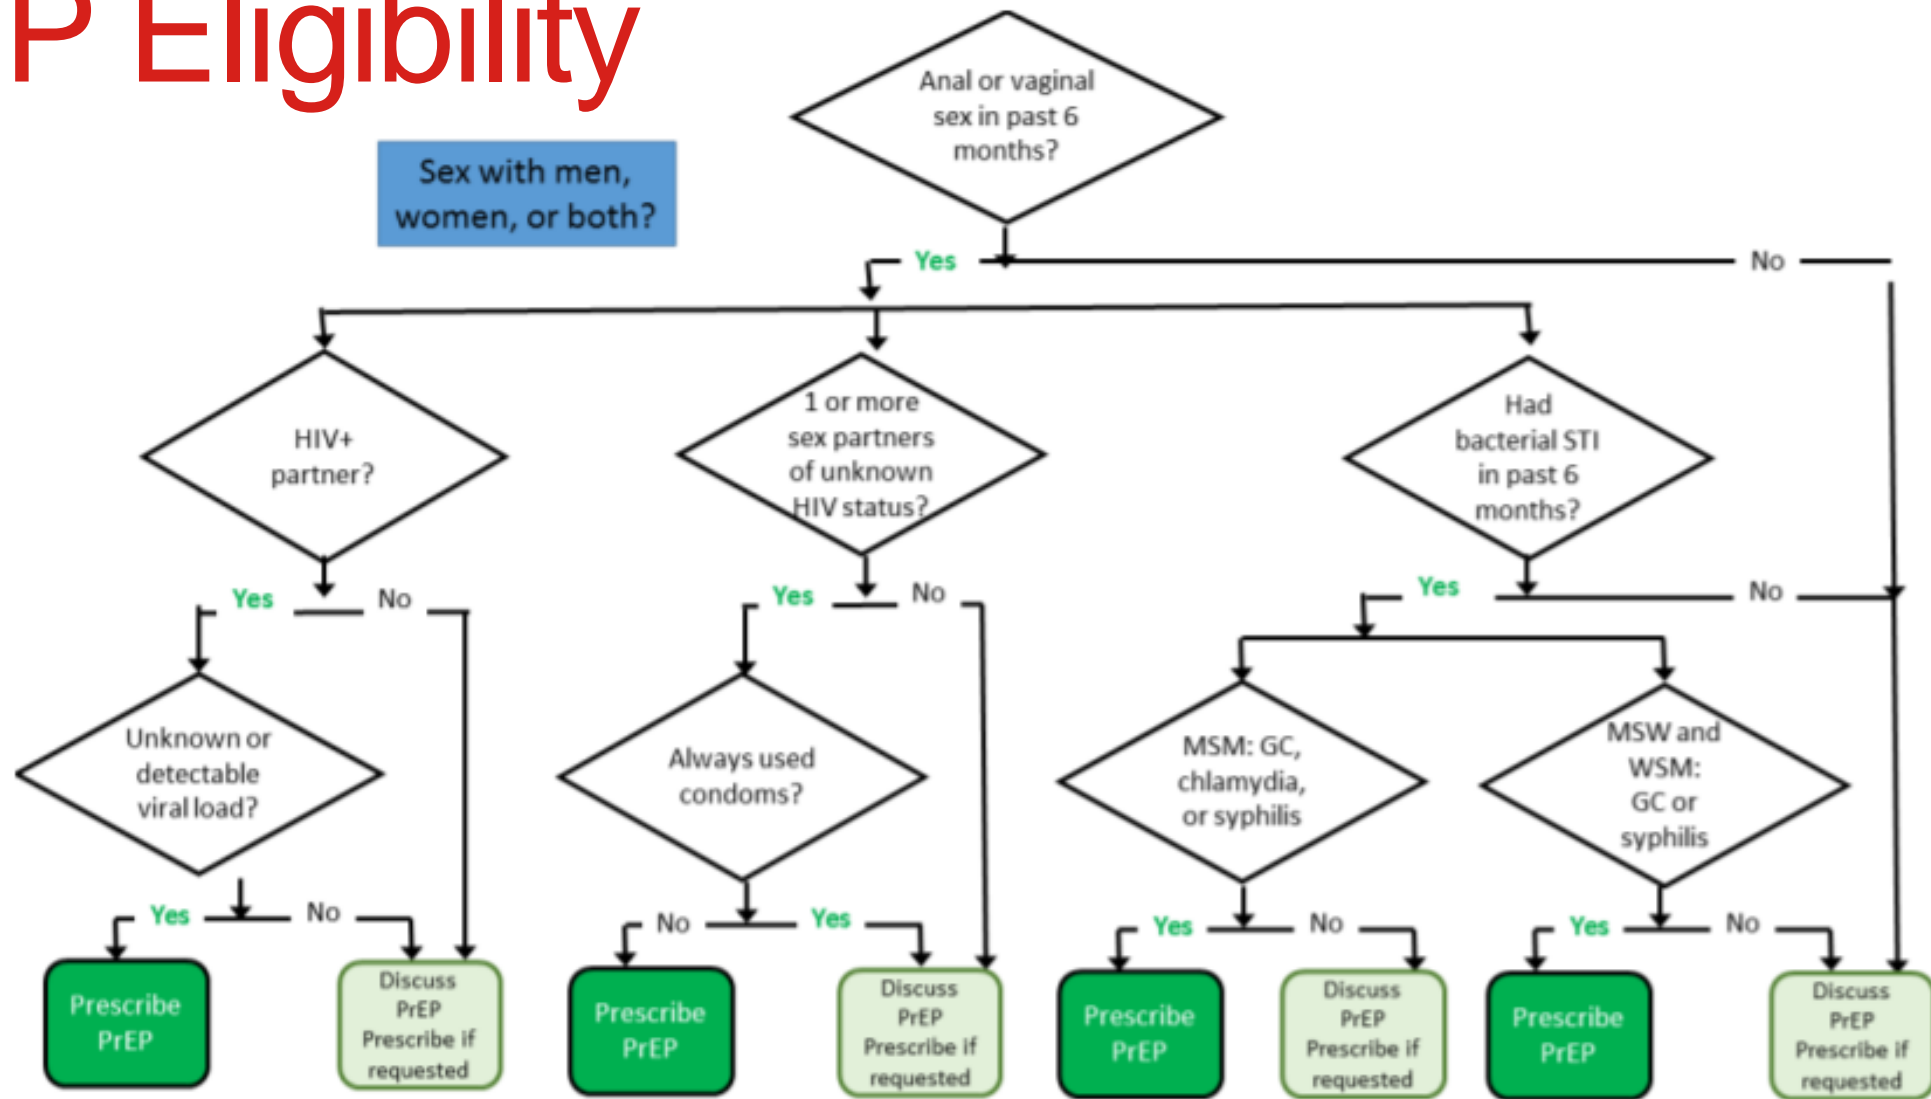 P Eligibility
Anal or vaginal
sex in past 6
months?
Sex with men,
women, or both?
Yes
No
HIV+
partner?
1 or more
sex partners
of unknown
HIV status?
Had
bacterial STI
in past 6
months?
Yes
No
Yes
No
Yes
No
Unknown or
detectable
viral load?
Always used
condoms?
MSM: GC,
chlamydia,
or syphilis
MSW and
WSM:
GC or
syphilis
Yes
No
No
Yes
Yes
No
Yes
No
Prescribe
PrEP
Discuss
PrEP
Prescribe if
requested
Prescribe
PrEP
Discuss
PrEP
Prescribe if
requested
Prescribe
PrEP
Discuss
PrEP
Prescribe if
requested
Prescribe
PrEP
Discuss
PrEP
Prescribe if
requested